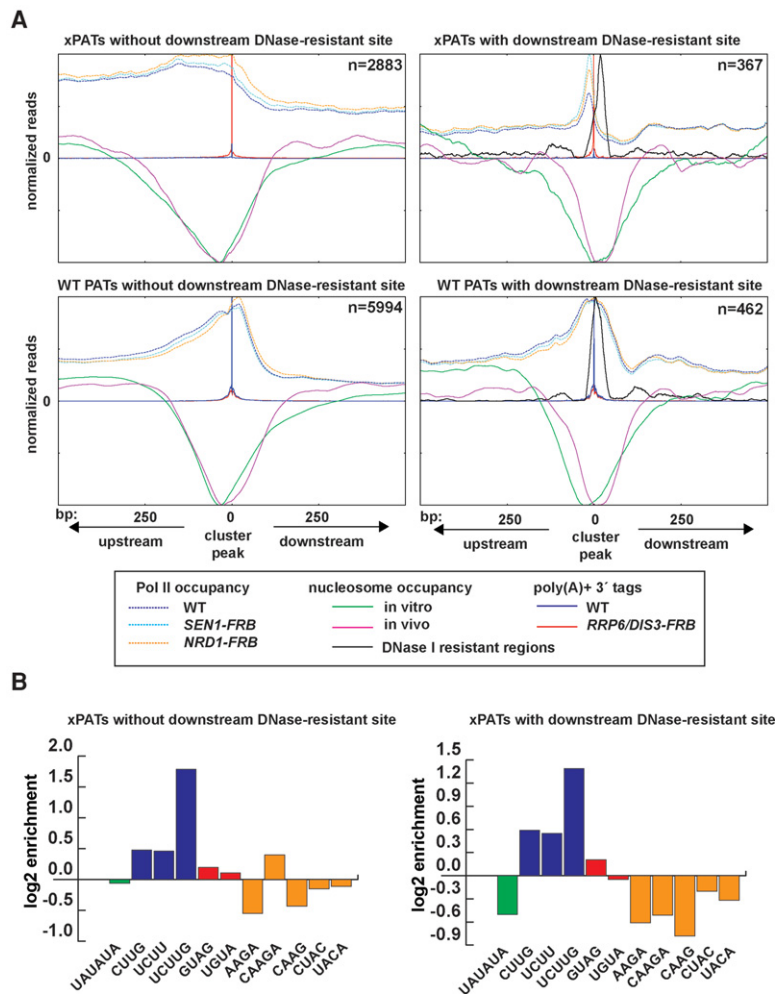 A
xPATs without downstream DNase-resistant site
xPATs with downstream DNase-resistant site
n=2883
n=367
normalized reads
0
WT PATs without downstream DNase-resistant site
WT PATs with downstream DNase-resistant site
n=5994
n=462
normalized reads
0
bp: 250 0 250 bp: 250 0 250
upstream cluster peak downstream upstream cluster peak downstream
Pol II occupancy nucleosome occupancy poly(A)+ 3´ tags
WT in vitro WT
SEN1-FRB in vivo RRP6/DIS3-FRB
NRD1-FRB DNase I resistant regions
B
xPATs without downstream DNase-resistant site
xPATs with downstream DNase-resistant site
log2 enrichment
2.0
1.5
0.5
0.0
-0.5
-1.0
UAUAUA CUUG UCUU UCUUG GUAG UGUA AAGA CAAGA CAAG CUAC UACA
log2 enrichment
1.5
1.2
0.6
0.3
0.0
-0.3
-0.6
-0.9
UAUAUA CUUG UCUU UCUUG GUAG UGUA AAGA CAAGA CAAG CUAC UACA